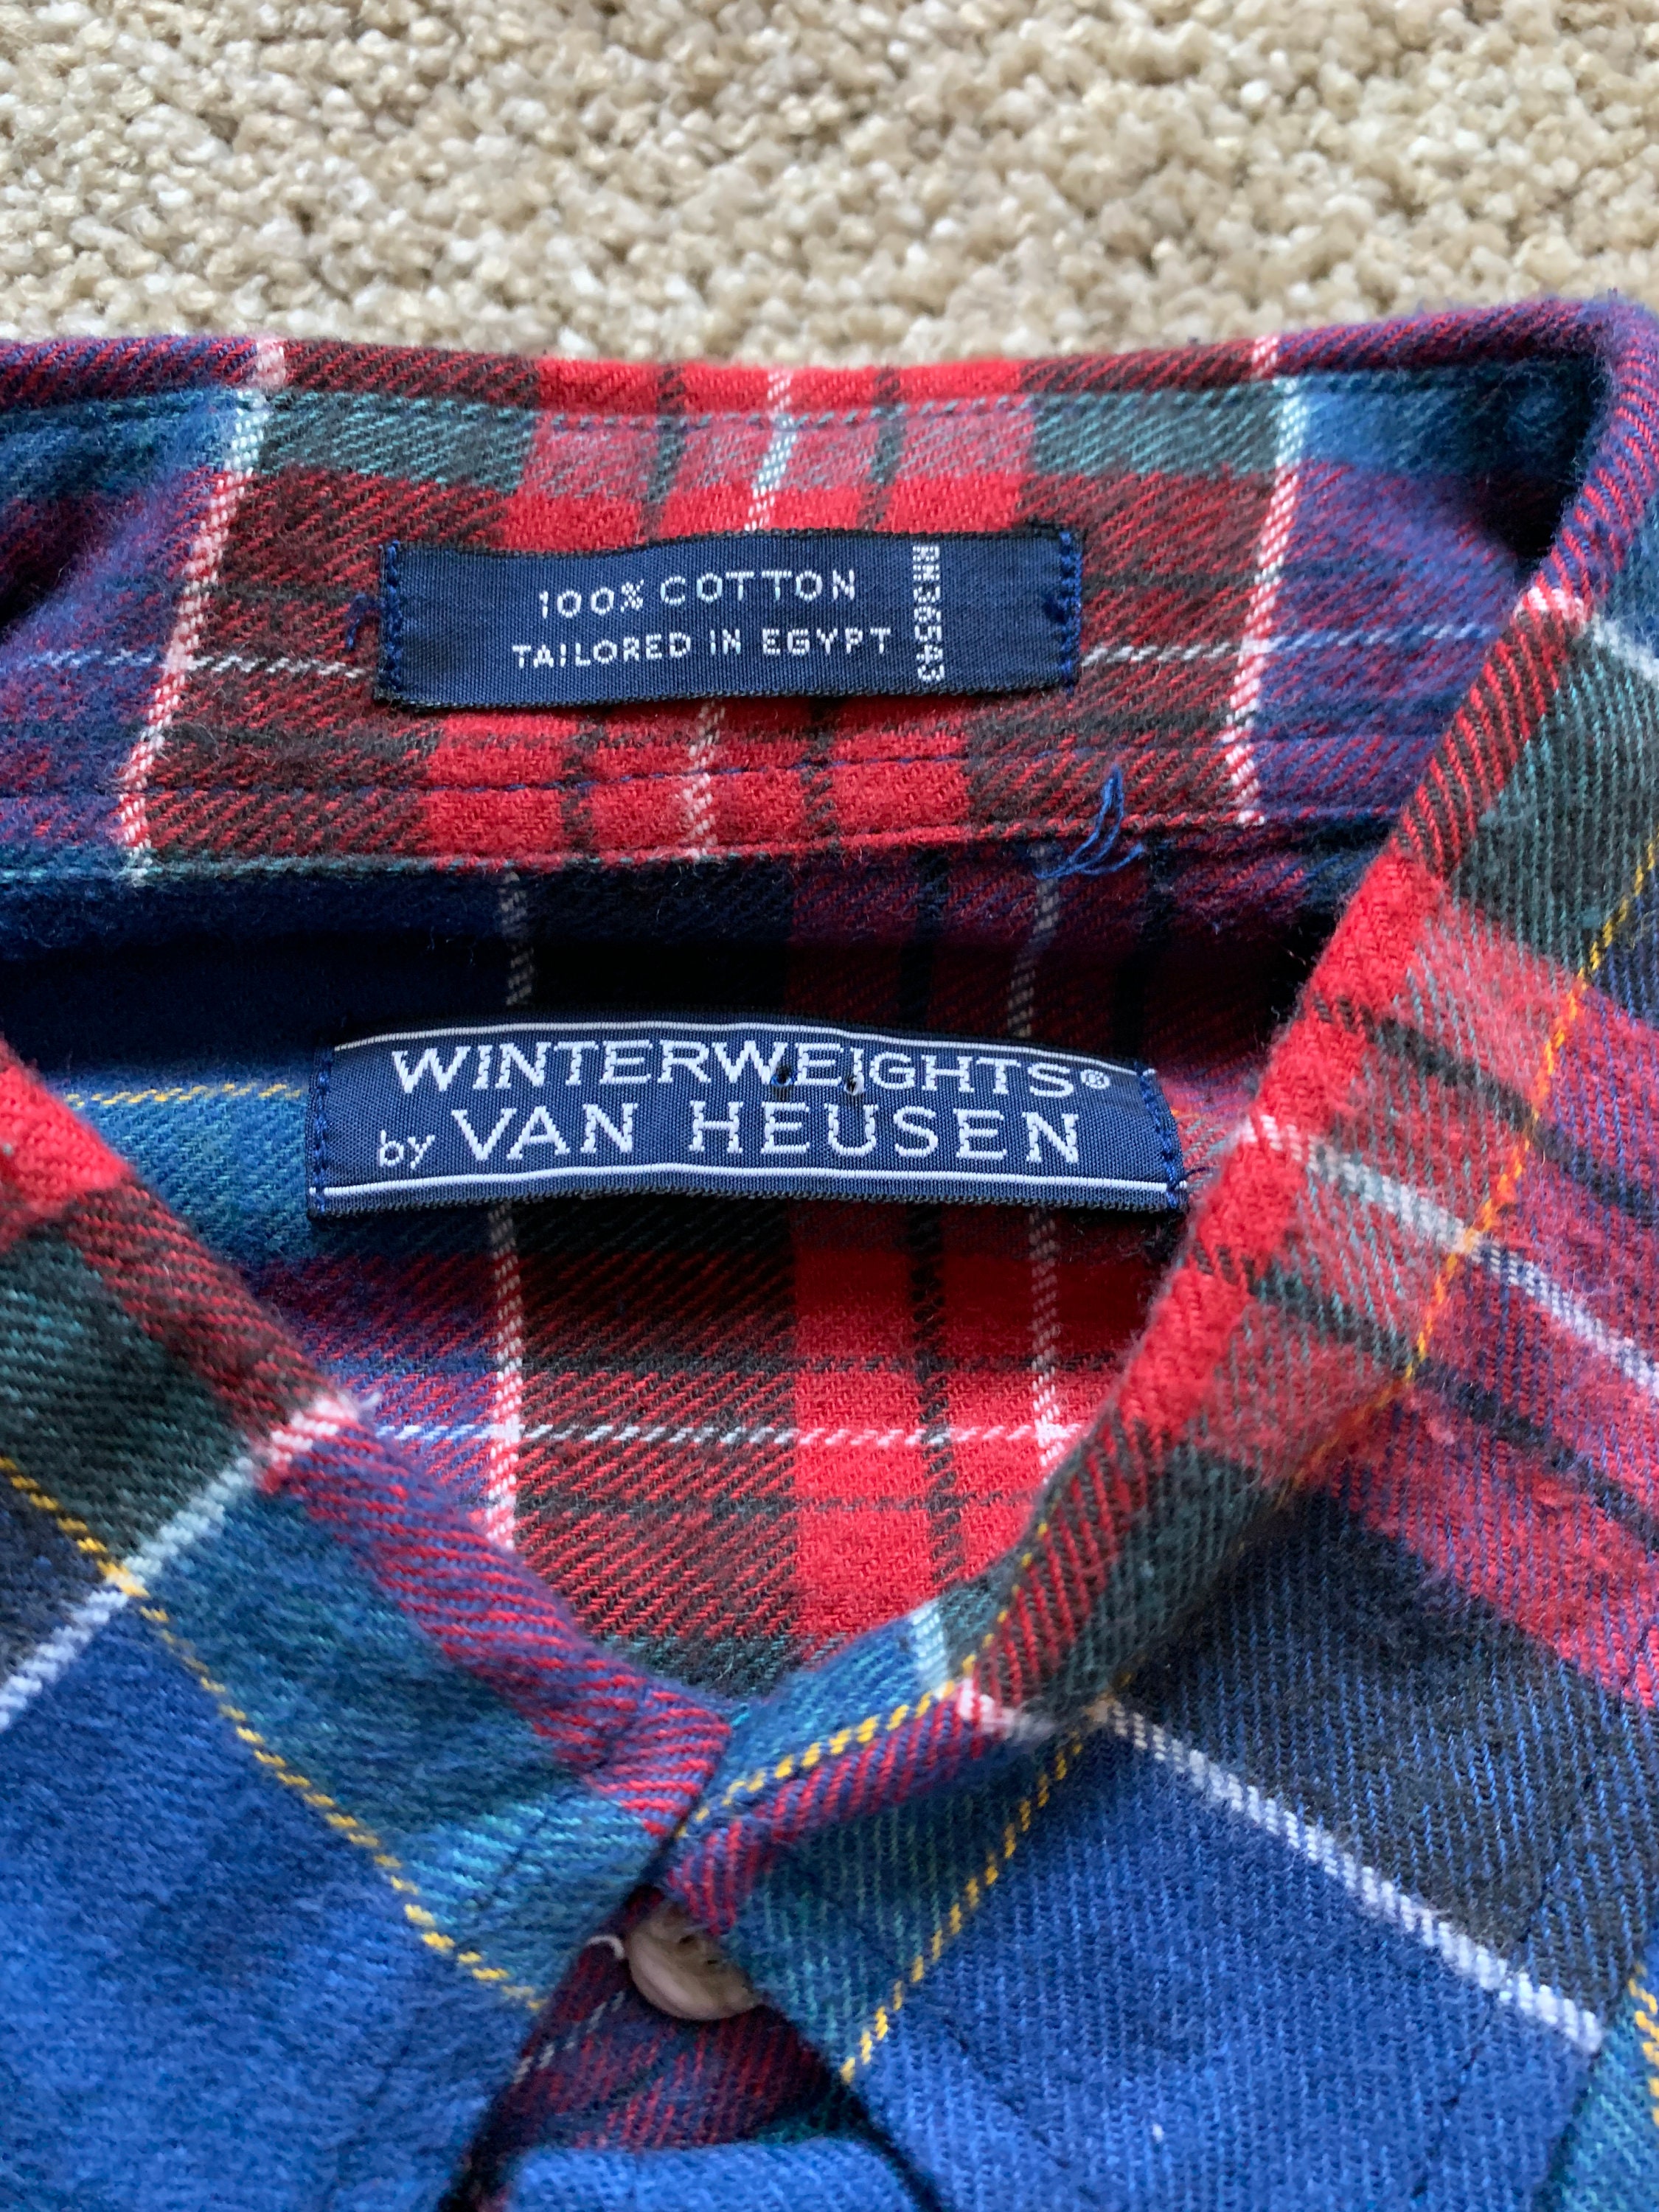 100% COTTON
TAILORED IN EGYPT
RN36543
WINTERWEIGHTS®
by VAN HEUSEN